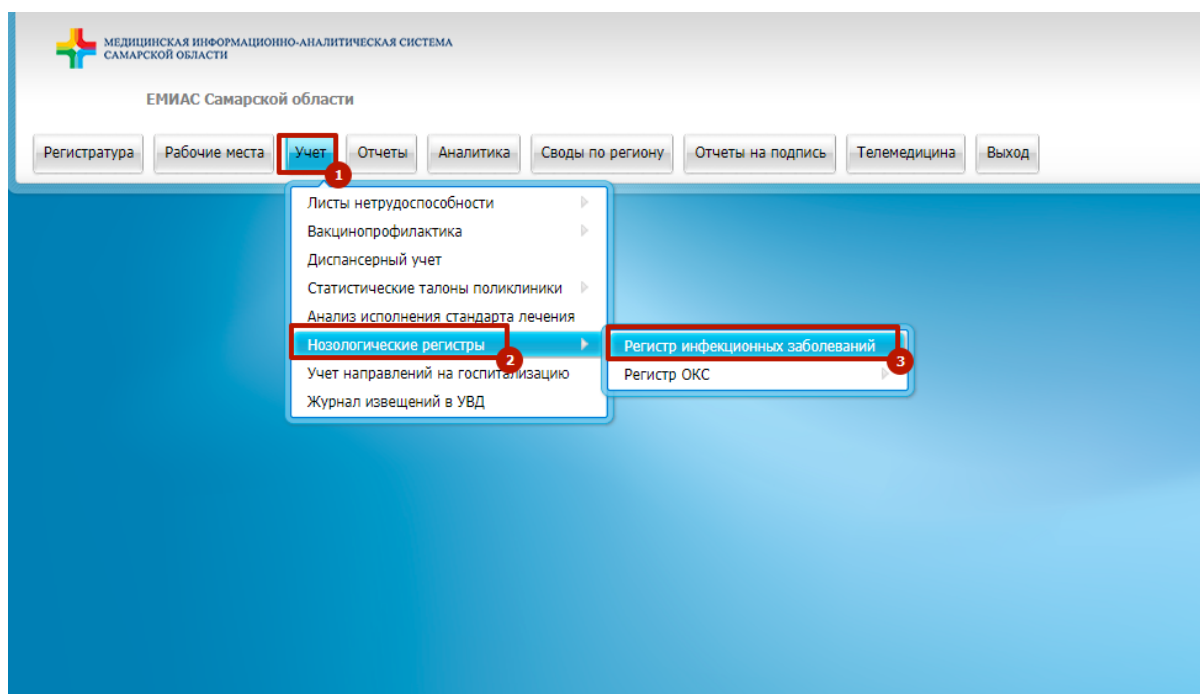 МЕДИЦИНСКАЯ ИНФОРМАЦИОННО-АНАЛИТИЧЕСКАЯ СИСТЕМА
САМАРСКОЙ ОБЛАСТИ
ЕМИАС Самарской области
Регистратура Рабочие места Учет Отчеты Аналитика Своды по региону Отчеты на подпись Телемедицина Выход
1
Листы нетрудоспособности
Вакцинопрофилактика
Диспансерный учет
Статистические талоны поликлиники
Анализ исполнения стандарта лечения
Нозологические регистры Регистр инфекционных заболеваний
2 3
Учет направлений на госпитализацию Регистр ОКС
Журнал извещений в УВД